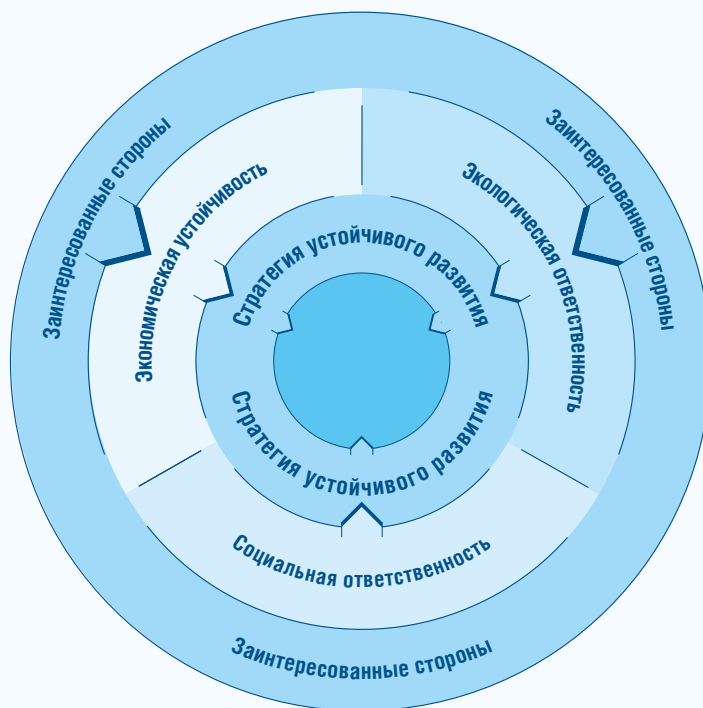 Заинтересованные стороны
Заинтересованные стороны
Экономическая устойчивость
Экологическая ответственность
Стратегия устойчивого развития
Стратегия устойчивого развития
Социальная ответственность
Заинтересованные стороны